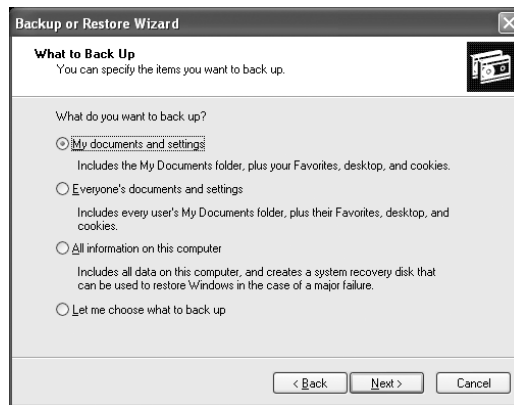 Backup or Restore Wizard
What to Back Up
You can specify the items you want to back up.
What do you want to back up?
My documents and settings
Includes the My Documents folder, plus your Favorites, desktop, and cookies.
Everyone's documents and settings
Includes every user's My Documents folder, plus their Favorites, desktop, and
cookies.
All information on this computer
Includes all data on this computer, and creates a system recovery disk that
can be used to restore Windows in the case of a major failure.
Let me choose what to back up
< Back Next > Cancel